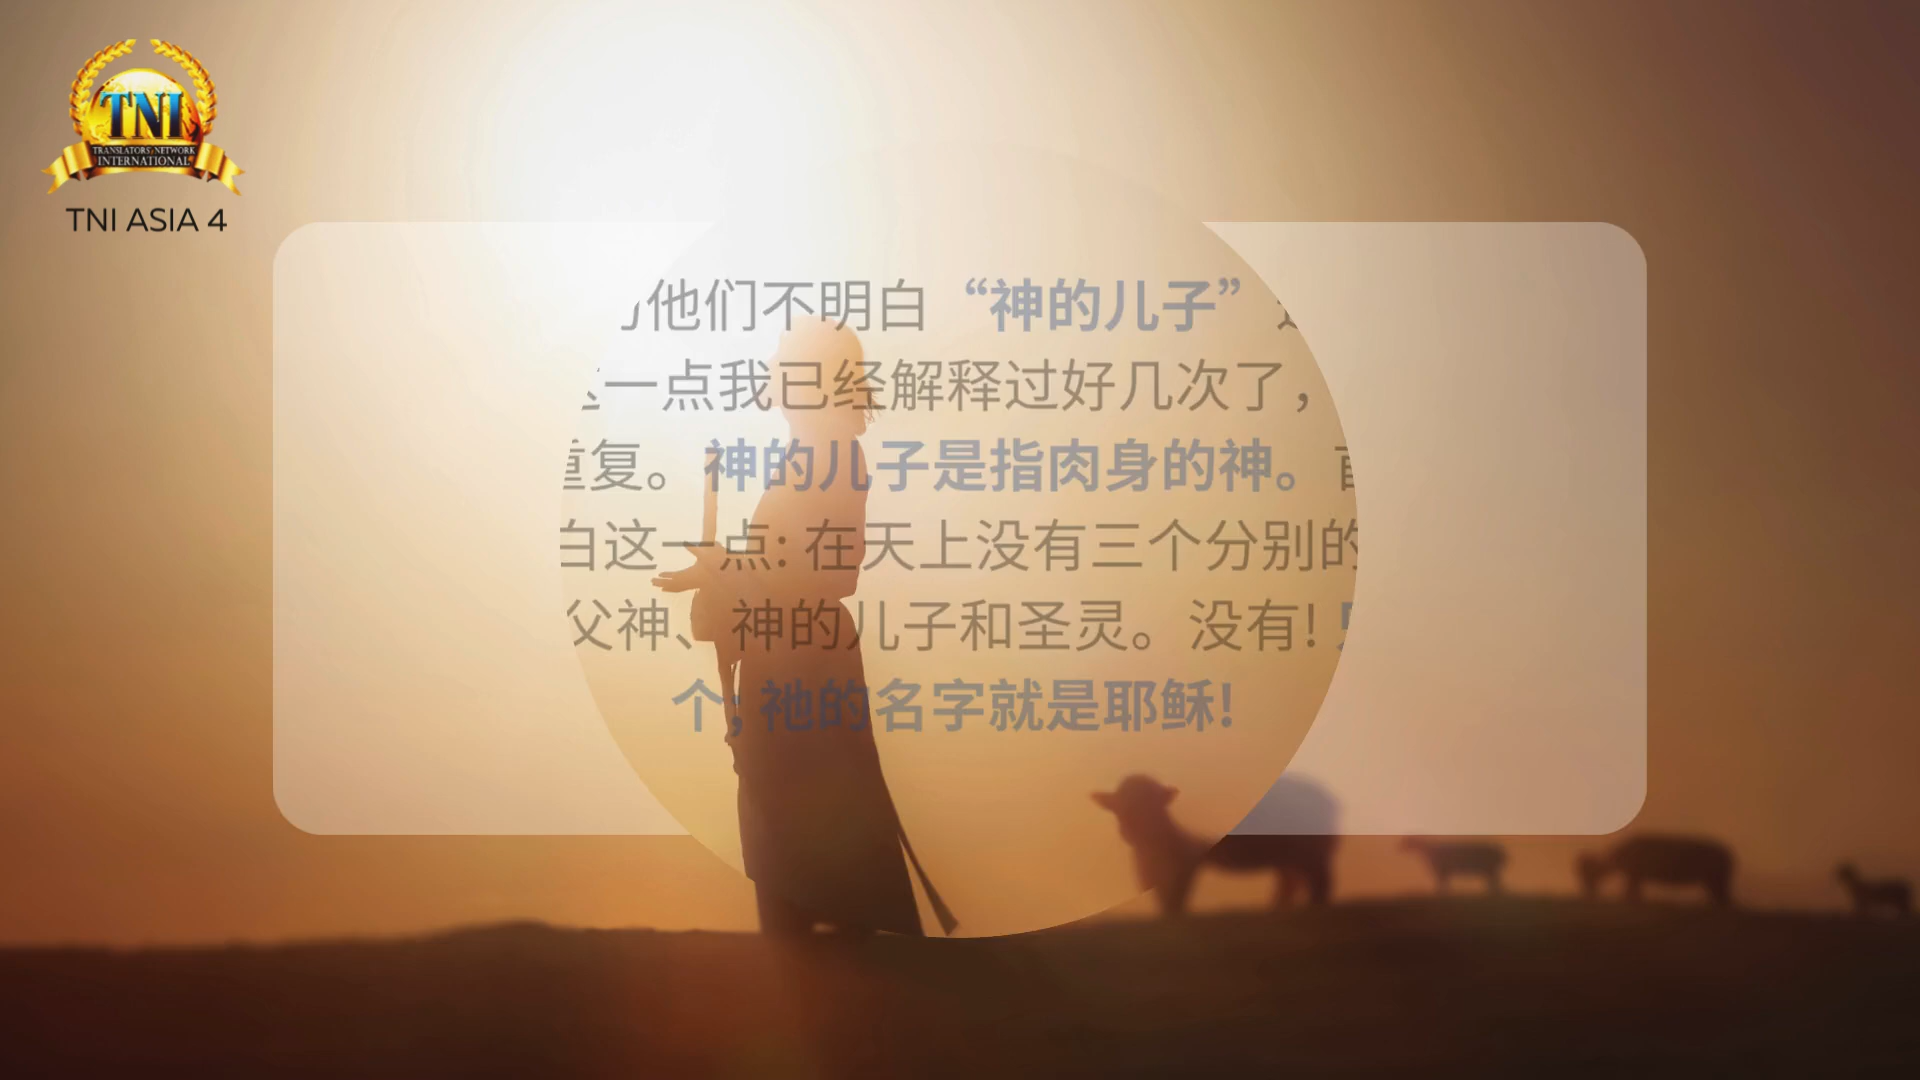 TNI
TRANSLATORS' NETWORK
INTERNATIONAL
TNI ASIA 4
他们不明白“神的儿子”
一点我已经解释过好几次了，
重复。神的儿子是指肉身的神。
白这一点: 在天上没有三个分别的
父神、神的儿子和圣灵。没有!
个; 祂的名字就是耶稣!